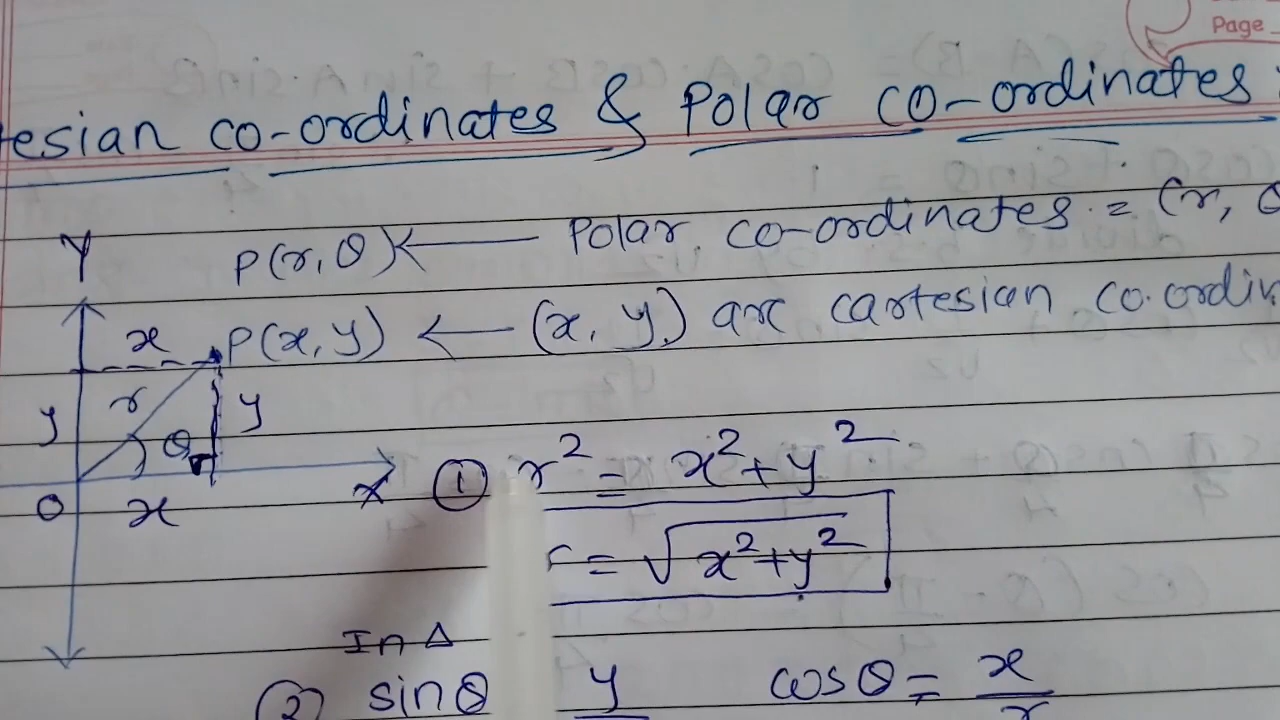 Page
tesian co-ordinates & Polar co-ordinates :
Y
P(r, θ) ← Polar co-ordinates = (r, θ
x P(x, y) ← (x, y) are cartesian co.ordin
y r θ y
O x X
① r² = x² + y²
r = √x² + y²
In Δ
② sinθ y cosθ = x
r